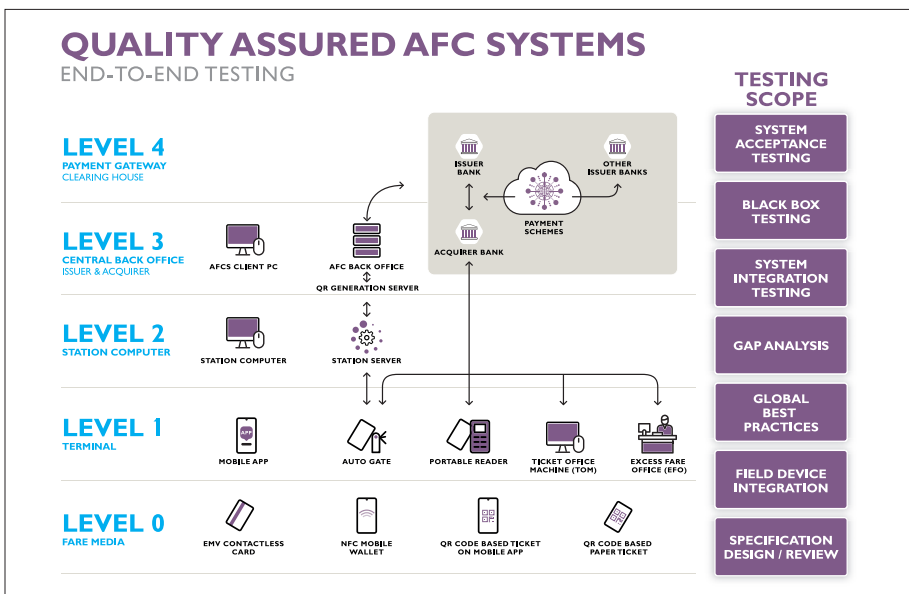 QUALITY ASSURED AFC SYSTEMS
END-TO-END TESTING
TESTING
SCOPE
LEVEL 4
PAYMENT GATEWAY
CLEARING HOUSE
ISSUER
BANK
OTHER
ISSUER BANKS
PAYMENT
SCHEMES
ACQUIRER BANK
LEVEL 3
CENTRAL BACK OFFICE
ISSUER & ACQUIRER
AFCS CLIENT PC
AFC BACK OFFICE
QR GENERATION SERVER
LEVEL 2
STATION COMPUTER
STATION COMPUTER
STATION SERVER
LEVEL 1
TERMINAL
APP
MOBILE APP
AUTO GATE
PORTABLE READER
TICKET OFFICE
MACHINE (TOM)
EXCESS FARE
OFFICE (EFO)
LEVEL 0
FARE MEDIA
EMV CONTACTLESS
CARD
NFC MOBILE
WALLET
QR CODE BASED TICKET
ON MOBILE APP
QR CODE BASED
PAPER TICKET
SYSTEM
ACCEPTANCE
TESTING
BLACK BOX
TESTING
SYSTEM
INTEGRATION
TESTING
GAP ANALYSIS
GLOBAL
BEST
PRACTICES
FIELD DEVICE
INTEGRATION
SPECIFICATION
DESIGN / REVIEW